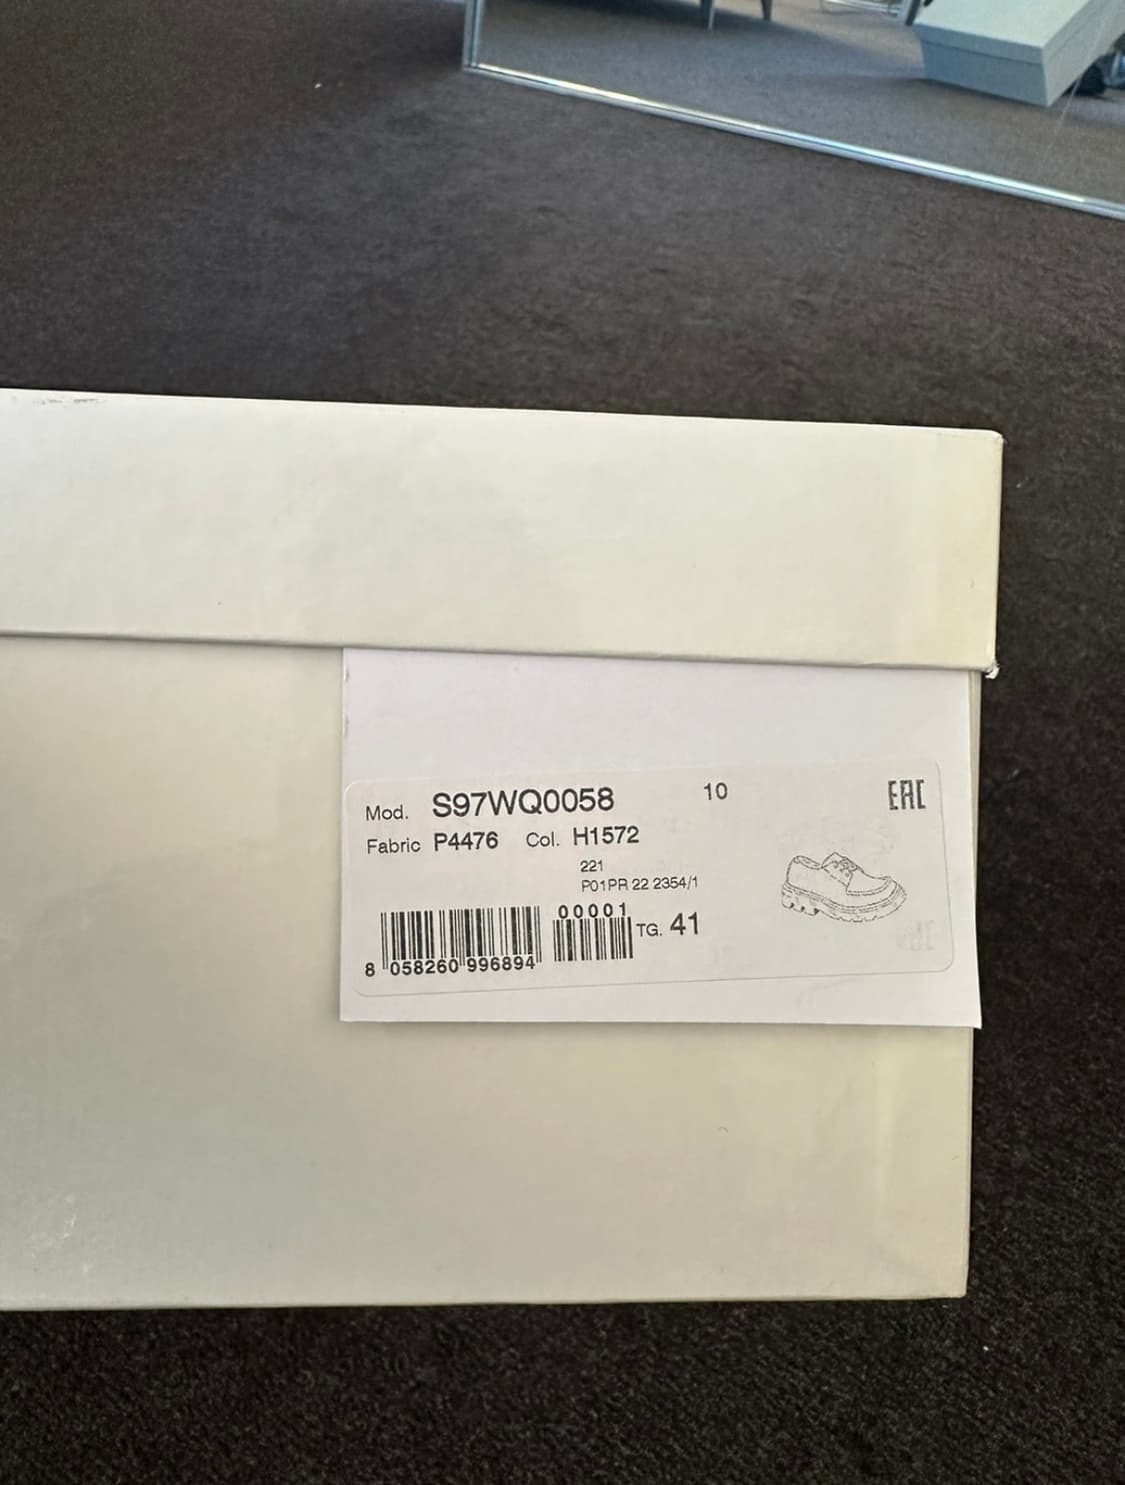 Mod. S97WQ0058 10 EAC
Fabric P4476 Col. H1572
221
P01PR 22 2354/1
00001
TG. 41
8 058260 996894